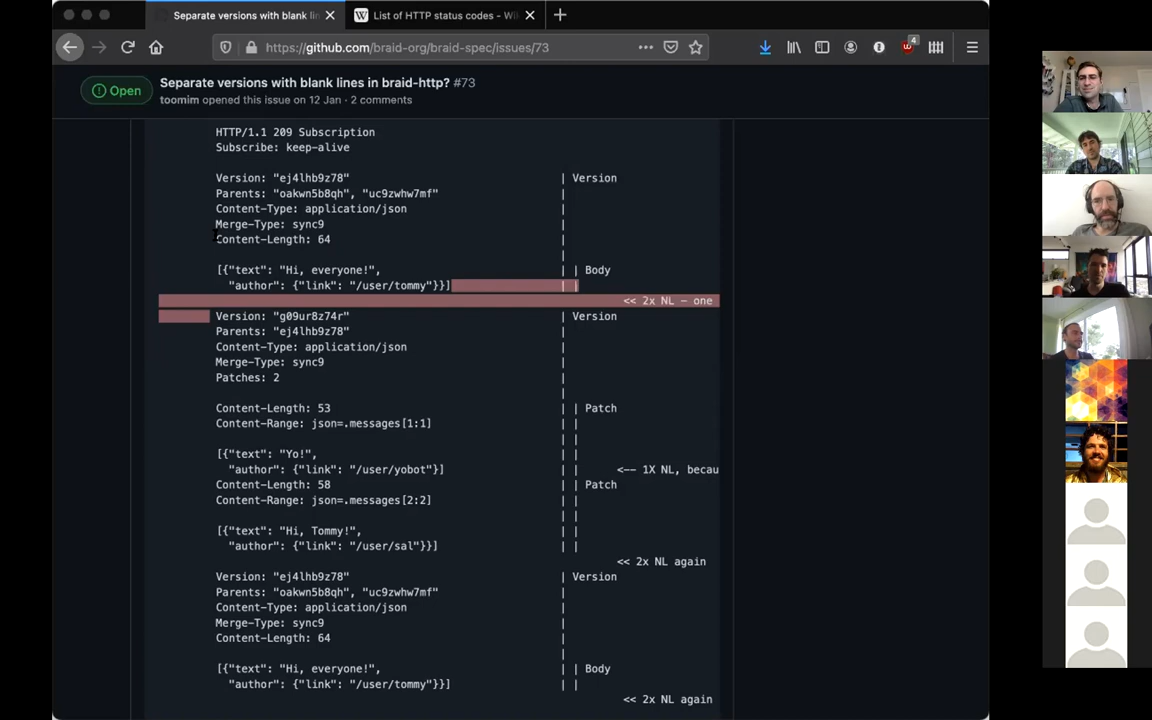 Separate versions with blank lin
List of HTTP status codes - Wi
https://github.com/braid-org/braid-spec/issues/73
4
Open
Separate versions with blank lines in braid-http? #73
toomim opened this issue on 12 Jan · 2 comments
HTTP/1.1 209 Subscription
Subscribe: keep-alive
Version: "ej4lhb9z78" | Version
Parents: "oakwn5b8qh", "uc9zwhw7mf" |
Content-Type: application/json |
Merge-Type: sync9 |
Content-Length: 64 |
|
[{"text": "Hi, everyone!", | | Body
"author": {"link": "/user/tommy"}}] | |
<< 2x NL — one
Version: "g09ur8z74r" | Version
Parents: "ej4lhb9z78" |
Content-Type: application/json |
Merge-Type: sync9 |
Patches: 2 |
|
Content-Length: 53 | | Patch
Content-Range: json=.messages[1:1] | |
| |
[{"text": "Yo!", | |
"author": {"link": "/user/yobot"}] | | <-- 1X NL, becau
Content-Length: 58 | | Patch
Content-Range: json=.messages[2:2] | |
| |
[{"text": "Hi, Tommy!", | |
"author": {"link": "/user/sal"}}] | |
<< 2x NL again
Version: "ej4lhb9z78" | Version
Parents: "oakwn5b8qh", "uc9zwhw7mf" |
Content-Type: application/json |
Merge-Type: sync9 |
Content-Length: 64 |
|
[{"text": "Hi, everyone!", | | Body
"author": {"link": "/user/tommy"}}] | |
<< 2x NL again